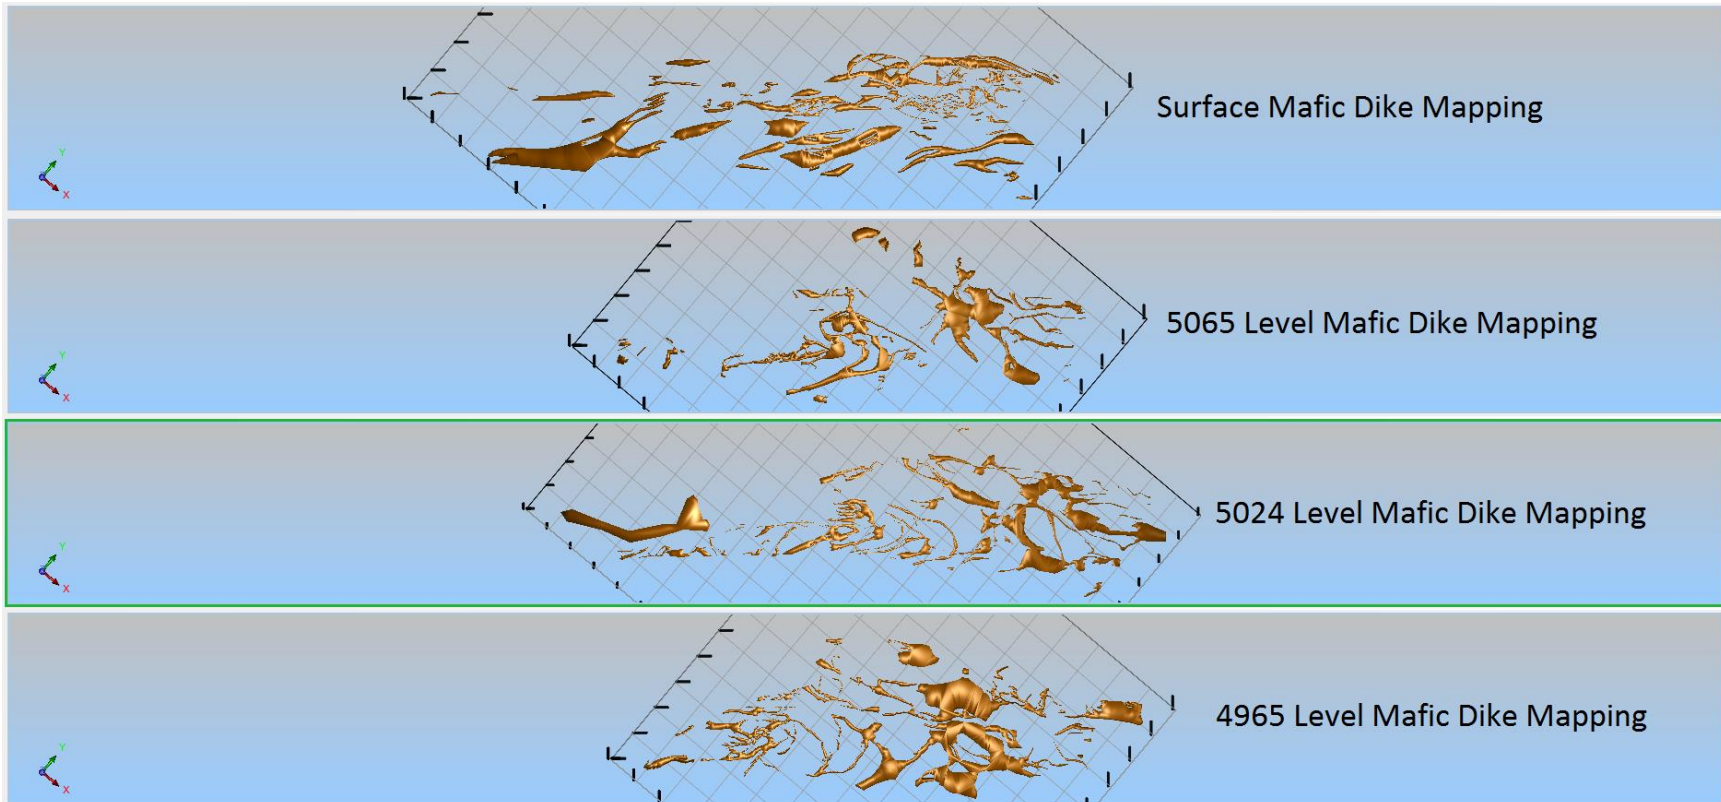 Surface Mafic Dike Mapping
Y
X
5065 Level Mafic Dike Mapping
Y
X
5024 Level Mafic Dike Mapping
Y
X
4965 Level Mafic Dike Mapping
Y
X